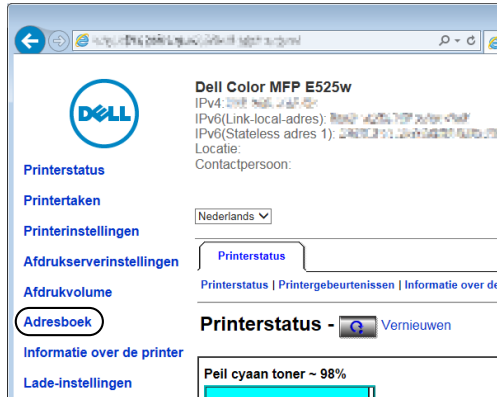 DELL
Dell Color MFP E525w
IPv4:
IPv6(Link-local-adres):
IPv6(Stateless adres 1):
Locatie:
Contactpersoon:
Nederlands
Printerstatus
Printertaken
Printerinstellingen
Afdrukserverinstellingen
Afdrukvolume
Adresboek
Informatie over de printer
Lade-instellingen
Printerstatus
Printerstatus | Printergebeurtenissen | Informatie over de
Printerstatus - Vernieuwen
Peil cyaan toner ~ 98%